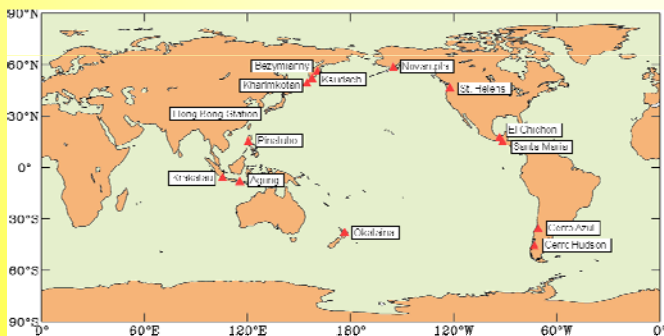 90°N
60°N
30°N
0°
30°S
60°S
90°S
Bezymianny
Novarupta
Ksudach
Kharimkotan
St. Helens
Hong Kong Station
El Chichon
Pinatubo
Santa Maria
Krakatau
Agung
Okataina
Cerro Azul
Cerro Hudson
0° 60°E 120°E 180° 120°W 60°W 0°